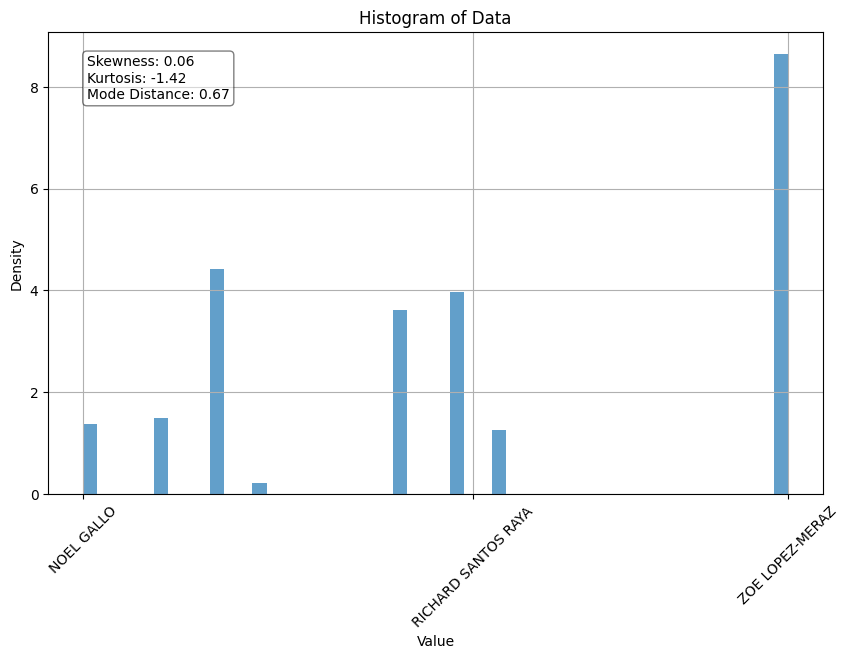 Histogram of Data
Skewness: 0.06
Kurtosis: -1.42
Mode Distance: 0.67
Density
8
6
4
2
0
NOEL GALLO
RICHARD SANTOS RAYA
ZOE LOPEZ-MERAZ
Value